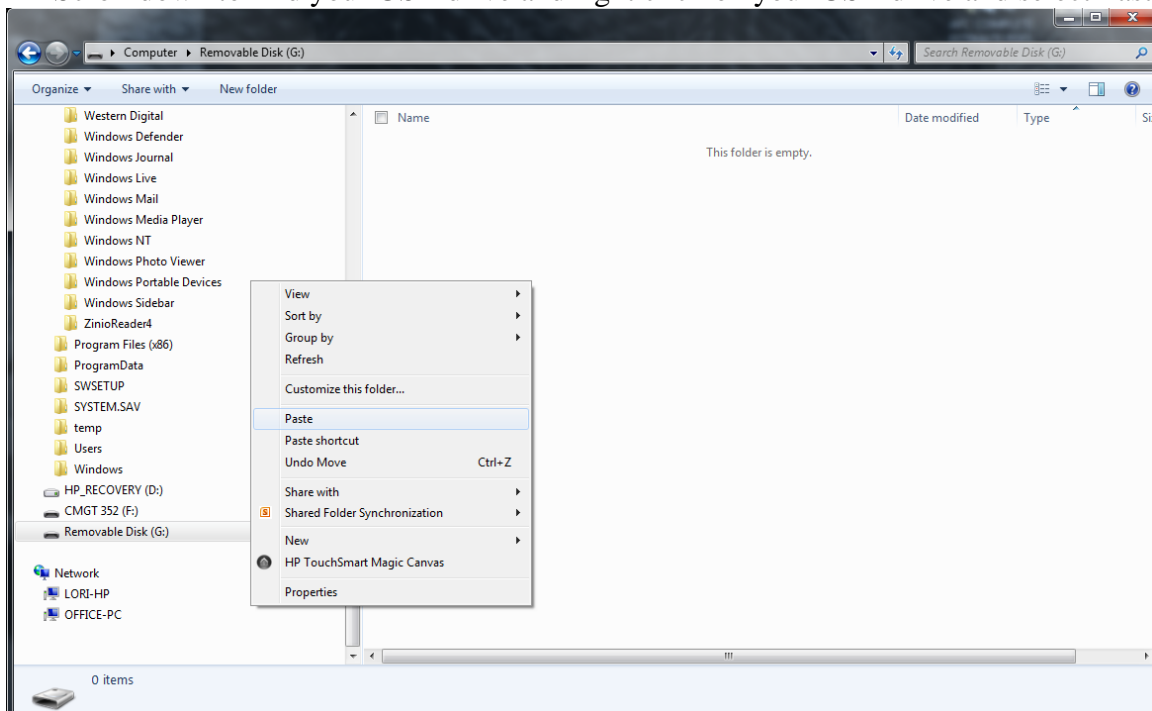 Computer ▸ Removable Disk (G:)
Search Removable Disk (G:)
Organize
Share with
New folder
Name
Date modified
Type
This folder is empty.
Western Digital
Windows Defender
Windows Journal
Windows Live
Windows Mail
Windows Media Player
Windows NT
Windows Photo Viewer
Windows Portable Devices
Windows Sidebar
ZinioReader4
Program Files (x86)
ProgramData
SWSETUP
SYSTEM.SAV
temp
Users
Windows
HP_RECOVERY (D:)
CMGT 352 (F:)
Removable Disk (G:)
Network
LORI-HP
OFFICE-PC
View
Sort by
Group by
Refresh
Customize this folder...
Paste
Paste shortcut
Undo Move Ctrl+Z
Share with
S Shared Folder Synchronization
New
HP TouchSmart Magic Canvas
Properties
0 items